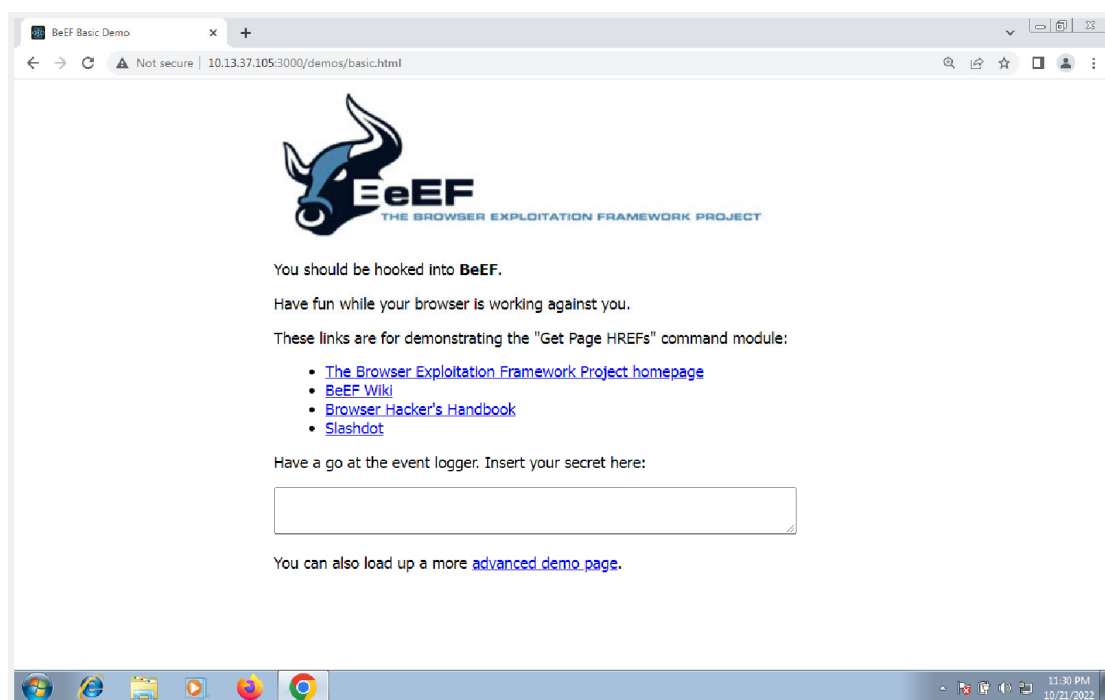 BeEF Basic Demo
Not secure | 10.13.37.105:3000/demos/basic.html
BeEF
THE BROWSER EXPLOITATION FRAMEWORK PROJECT
You should be hooked into BeEF.
Have fun while your browser is working against you.
These links are for demonstrating the "Get Page HREFs" command module:
• The Browser Exploitation Framework Project homepage
• BeEF Wiki
• Browser Hacker's Handbook
• Slashdot
Have a go at the event logger. Insert your secret here:
You can also load up a more advanced demo page.
11:30 PM
10/21/2022